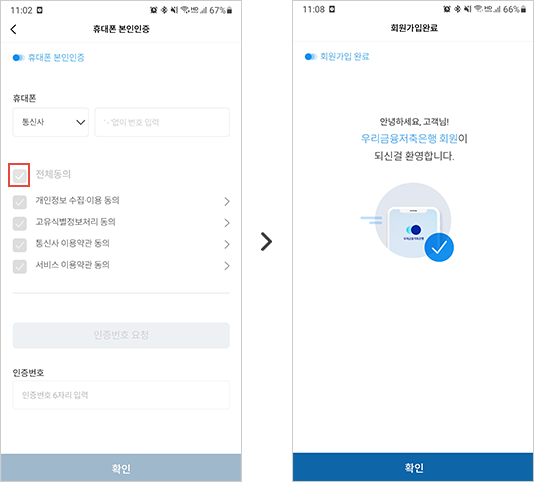 11:02
67%
휴대폰 본인인증
휴대폰 본인인증
휴대폰
통신사
'-'없이 번호 입력
전체동의
개인정보 수집·이용 동의
고유식별정보처리 동의
통신사 이용약관 동의
서비스 이용약관 동의
인증번호 요청
인증번호
인증번호 6자리 입력
확인
11:08
66%
회원가입완료
회원가입 완료
안녕하세요, 고객님!
우리금융저축은행 회원이
되신걸 환영합니다.
우리금융저축은행
확인